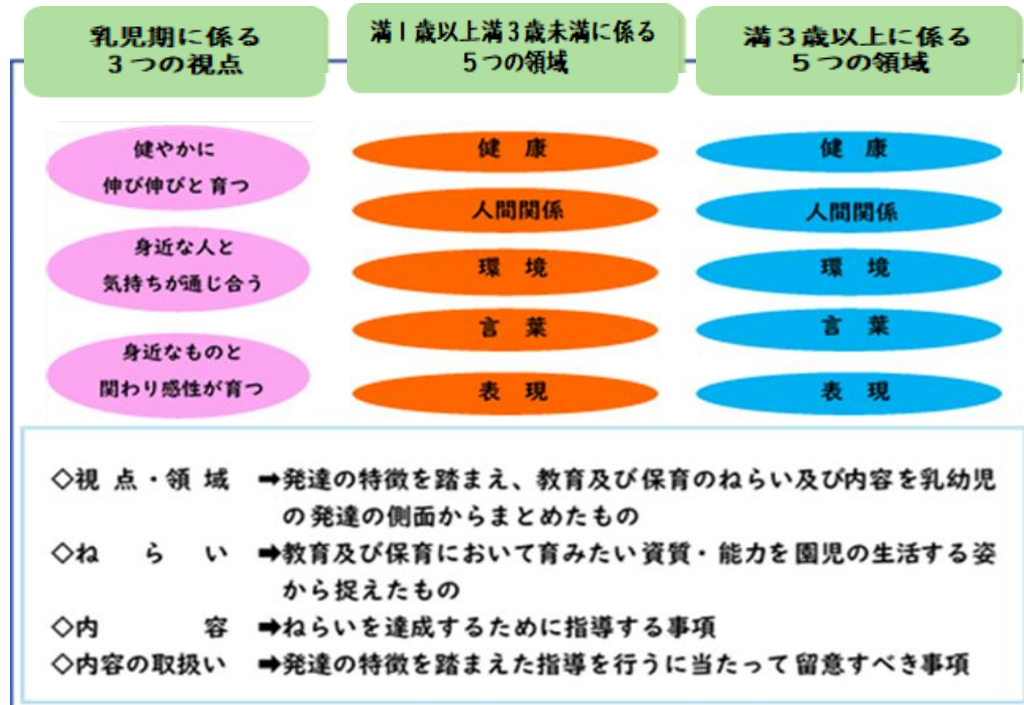 乳児期に係る
３つの視点
満１歳以上満３歳未満に係る
５つの領域
満３歳以上に係る
５つの領域
健やかに
伸び伸びと育つ
身近な人と
気持ちが通じ合う
身近なものと
関わり感性が育つ
健　康
人間関係
環　境
言　葉
表　現
健　康
人間関係
環　境
言　葉
表　現
◇視 点・領 域　➡発達の特徴を踏まえ、教育及び保育のねらい及び内容を乳幼児
の発達の側面からまとめたもの
◇ね　ら　い　➡教育及び保育において育みたい資質・能力を園児の生活する姿
から捉えたもの
◇内　　　容　➡ねらいを達成するために指導する事項
◇内容の取扱い　➡発達の特徴を踏まえた指導を行うに当たって留意すべき事項